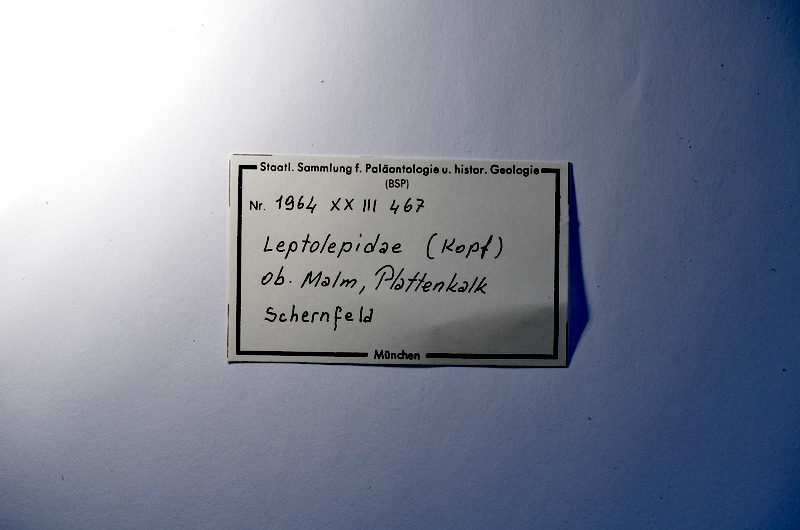 Staatl. Sammlung f. Paläontologie u. histor. Geologie
(BSP)
Nr. 1964 XX III 467
Leptolepidae (Kopf)
ob. Malm, Plattenkalk
Schernfeld
München